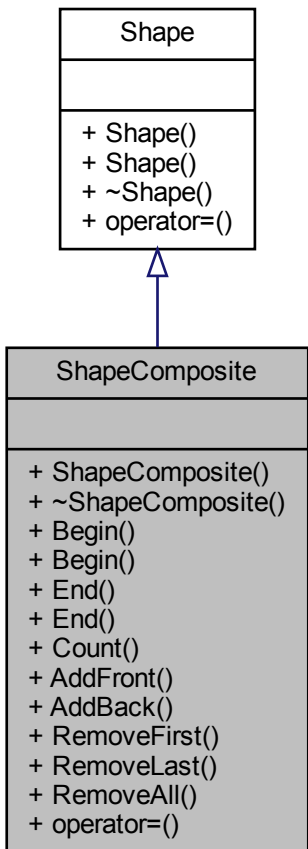 Shape
+ Shape()
+ Shape()
+ ~Shape()
+ operator=()
ShapeComposite
+ ShapeComposite()
+ ~ShapeComposite()
+ Begin()
+ Begin()
+ End()
+ End()
+ Count()
+ AddFront()
+ AddBack()
+ RemoveFirst()
+ RemoveLast()
+ RemoveAll()
+ operator=()